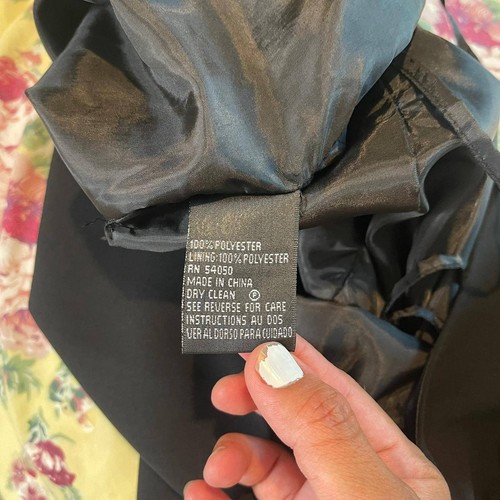 100% POLYESTER
LINING:100% POLYESTER
RN 54050
MADE IN CHINA
DRY CLEAN Ⓟ
SEE REVERSE FOR CARE
INSTRUCTIONS AU DOS
VER AL DORSO PARA CUIDADO